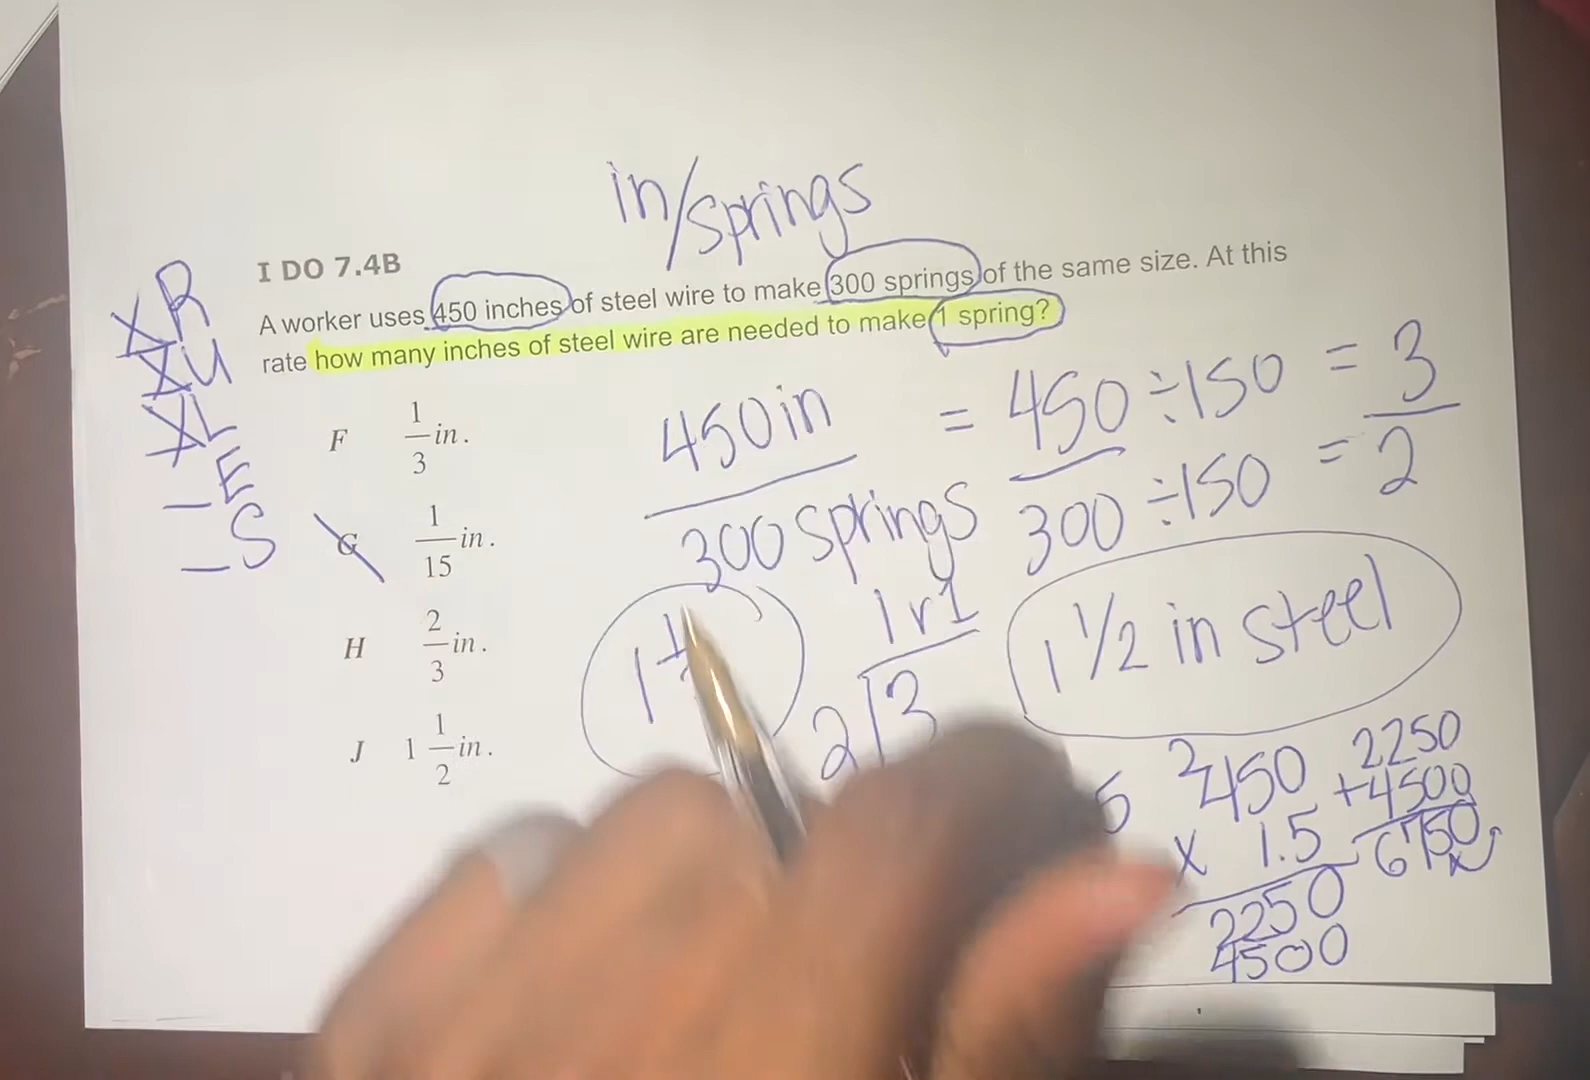 in/springs
I DO 7.4B
A worker uses 450 inches of steel wire to make 300 springs of the same size. At this
rate how many inches of steel wire are needed to make 1 spring?
X R
X U
X L
_ E
_ S
F 1/3 in.
G 1/15 in.
H 2/3 in.
J 1 1/2 in.
450in = 450 ÷150 = 3
300 springs 300 ÷150 = 2
1 r1
2 3
1 1/2 in steel
2
450
x 1.5
2250
4500
2250
+4500
6750